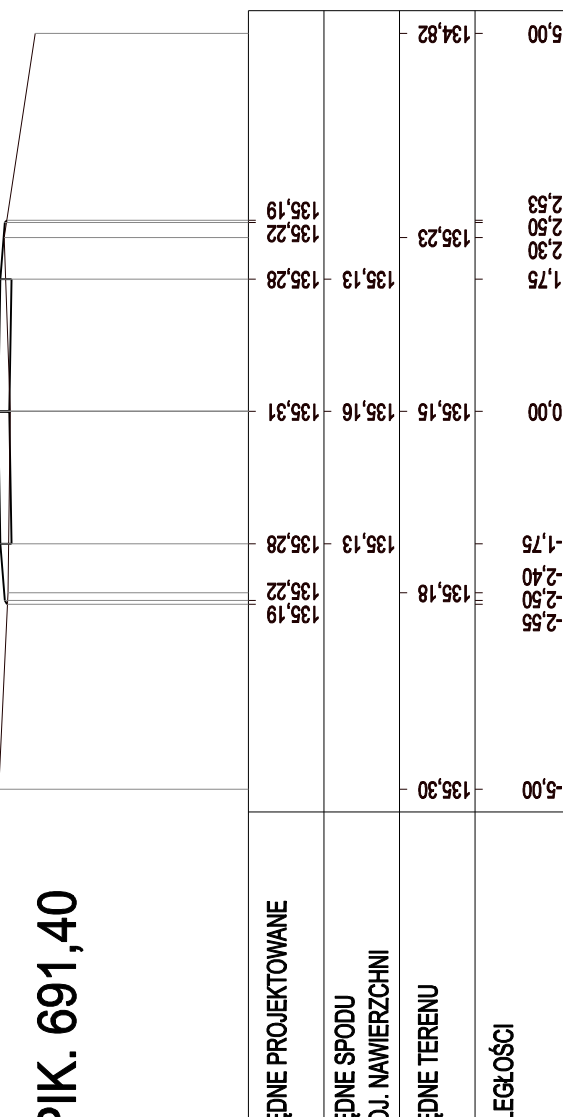 PIK. 691,40
ĘDNE PROJEKTOWANE
135,19 135,22 135,28 135,31 135,28 135,22 135,19
ĘDNE SPODU
OJ. NAWIERZCHNI
135,13 135,16 135,13
ĘDNE TERENU
135,30 135,18 135,15 135,23 134,82
EGŁOŚCI
-5,00 -2,55 -2,50 -2,40 -1,75 0,00 1,75 2,30 2,50 2,53 5,00